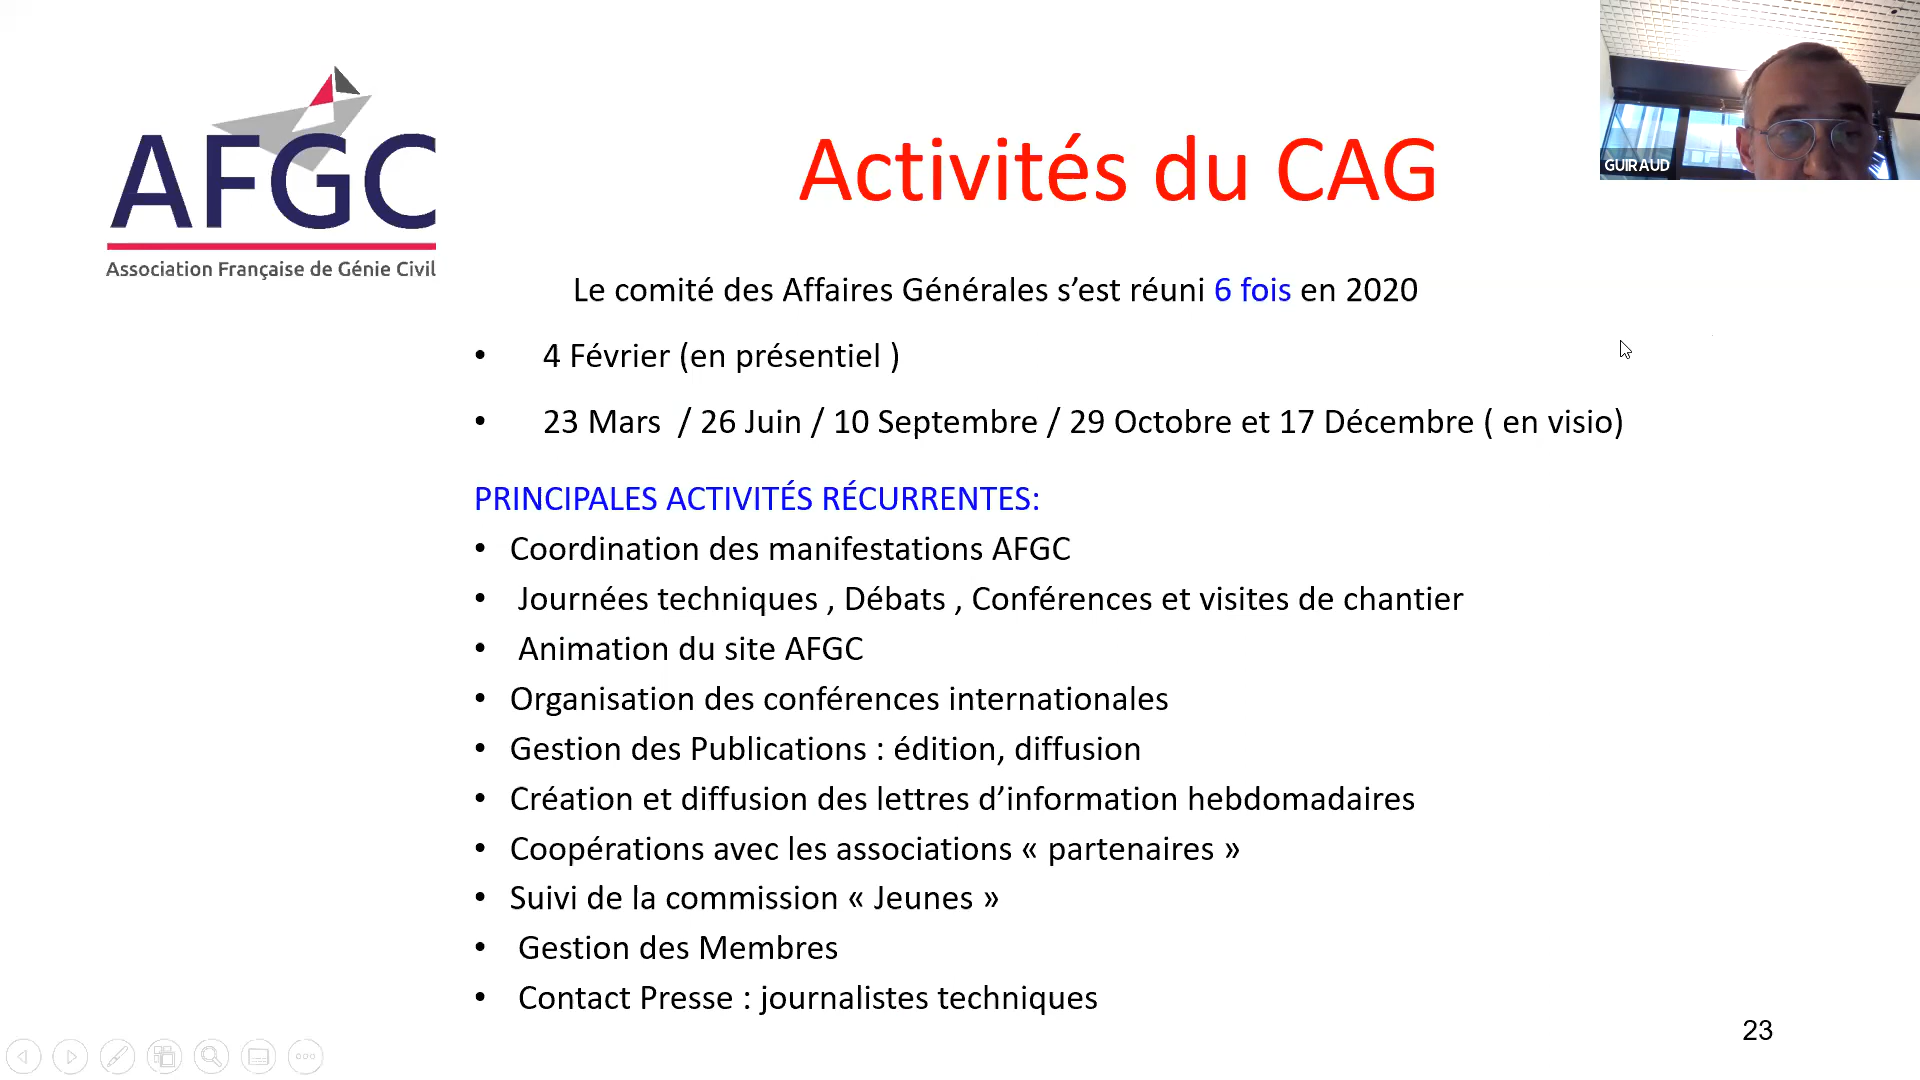 AFGC
Association Française de Génie Civil
Activités du CAG
GUIRAUD
Le comité des Affaires Générales s’est réuni 6 fois en 2020
• 4 Février (en présentiel )
• 23 Mars / 26 Juin / 10 Septembre / 29 Octobre et 17 Décembre ( en visio)
PRINCIPALES ACTIVITÉS RÉCURRENTES:
• Coordination des manifestations AFGC
• Journées techniques , Débats , Conférences et visites de chantier
• Animation du site AFGC
• Organisation des conférences internationales
• Gestion des Publications : édition, diffusion
• Création et diffusion des lettres d’information hebdomadaires
• Coopérations avec les associations « partenaires »
• Suivi de la commission « Jeunes »
• Gestion des Membres
• Contact Presse : journalistes techniques
23